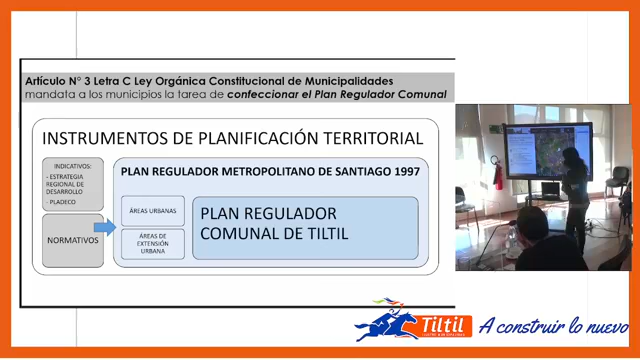 Artículo N° 3 Letra C Ley Orgánica Constitucional de Municipalidades
mandata a los municipios la tarea de confeccionar el Plan Regulador Comunal
INSTRUMENTOS DE PLANIFICACIÓN TERRITORIAL
INDICATIVOS:
- ESTRATEGIA
REGIONAL DE
DESARROLLO
- PLADECO
NORMATIVOS
PLAN REGULADOR METROPOLITANO DE SANTIAGO 1997
ÁREAS URBANAS
ÁREAS DE
EXTENSIÓN
URBANA
PLAN REGULADOR
COMUNAL DE TILTIL
Tiltil
A construir lo nuevo